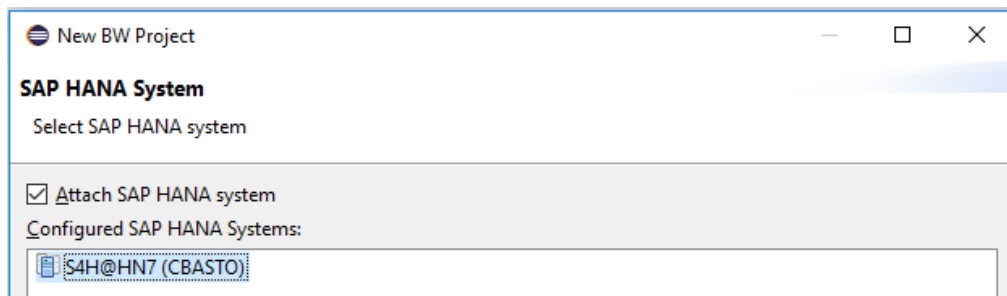 New BW Project
SAP HANA System
Select SAP HANA system
Attach SAP HANA system
Configured SAP HANA Systems:
S4H@HN7 (CBASTO)